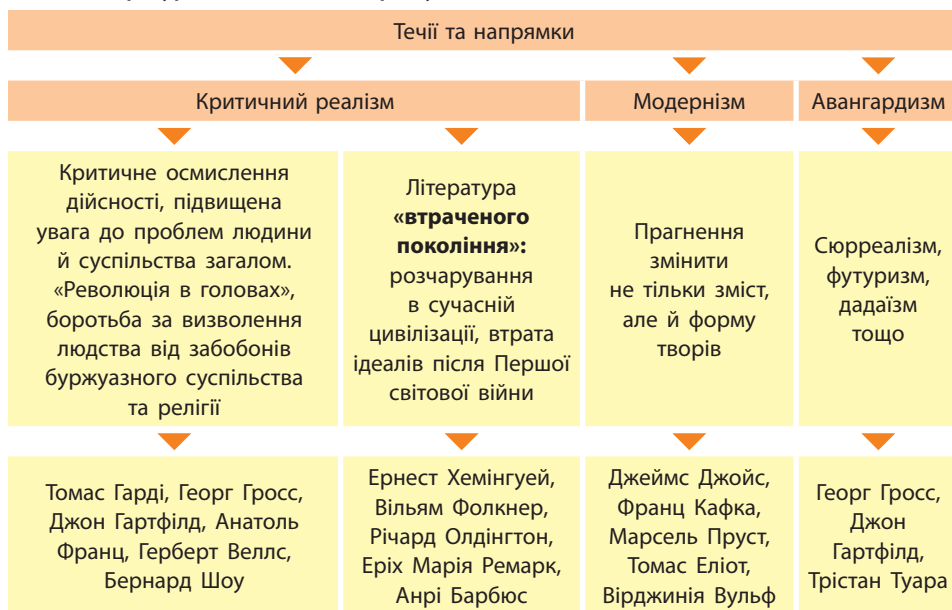 Течії та напрямки
Критичний реалізм
Модернізм
Авангардизм
Критичне осмислення
дійсності, підвищена
увага до проблем людини
й суспільства загалом.
«Революція в головах»,
боротьба за визволення
людства від забобонів
буржуазного суспільства
та релігії
Література
«втраченого
покоління»:
розчарування
в сучасній
цивілізації, втрата
ідеалів після Першої
світової війни
Прагнення
змінити
не тільки зміст,
але й форму
творів
Сюрреалізм,
футуризм,
дадаїзм
тощо
Томас Гарді, Георг Гросс,
Джон Гартфілд, Анатоль
Франц, Герберт Веллс,
Бернард Шоу
Ернест Хемінгуей,
Вільям Фолкнер,
Річард Олдінгтон,
Еріх Марія Ремарк,
Анрі Барбюс
Джеймс Джойс,
Франц Кафка,
Марсель Пруст,
Томас Еліот,
Вірджинія Вульф
Георг Гросс,
Джон
Гартфілд,
Трістан Туара